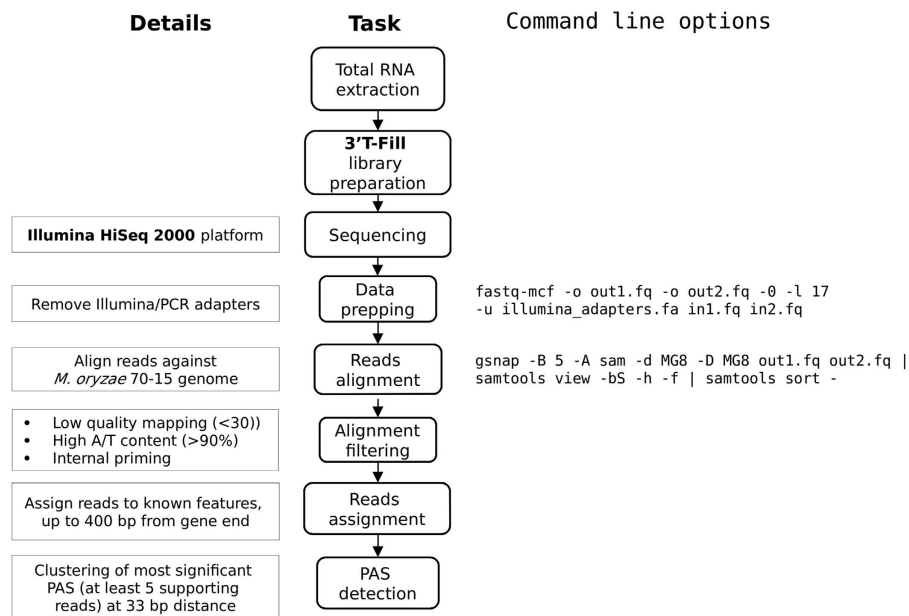 Details Task Command line options
Total RNA
extraction
3'T-Fill
library
preparation
Illumina HiSeq 2000 platform
Sequencing
Remove Illumina/PCR adapters
Data
prepping
fastq-mcf -o out1.fq -o out2.fq -0 -l 17
-u illumina_adapters.fa in1.fq in2.fq
Align reads against
M. oryzae 70-15 genome
Reads
alignment
gsnap -B 5 -A sam -d MG8 -D MG8 out1.fq out2.fq |
samtools view -bS -h -f | samtools sort -
• Low quality mapping (<30))
• High A/T content (>90%)
• Internal priming
Alignment
filtering
Assign reads to known features,
up to 400 bp from gene end
Reads
assignment
Clustering of most significant
PAS (at least 5 supporting
reads) at 33 bp distance
PAS
detection